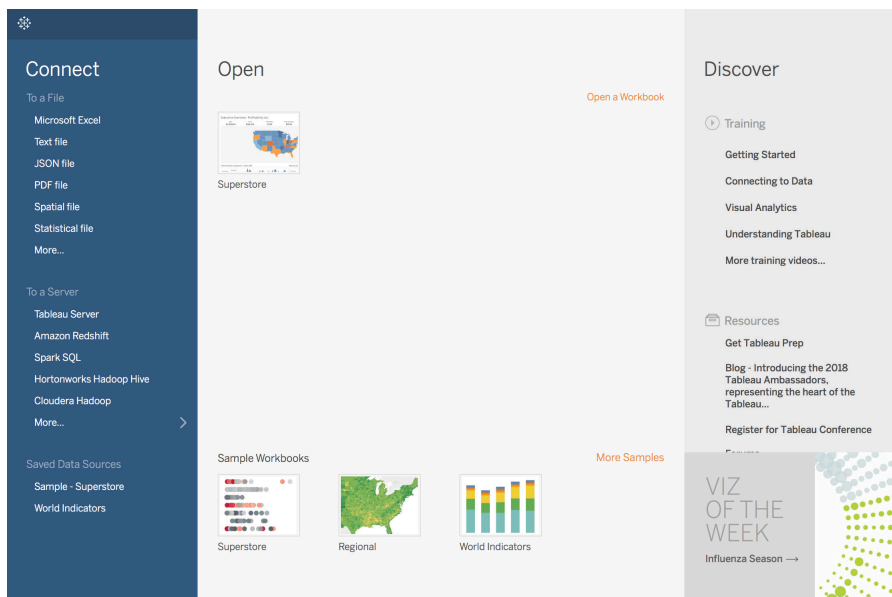 Connect
To a File
Microsoft Excel
Text file
JSON file
PDF file
Spatial file
Statistical file
More...
To a Server
Tableau Server
Amazon Redshift
Spark SQL
Hortonworks Hadoop Hive
Cloudera Hadoop
More...
Saved Data Sources
Sample - Superstore
World Indicators
Open
Open a Workbook
Superstore
Sample Workbooks
More Samples
Superstore
Regional
World Indicators
Discover
Training
Getting Started
Connecting to Data
Visual Analytics
Understanding Tableau
More training videos...
Resources
Get Tableau Prep
Blog - Introducing the 2018
Tableau Ambassadors,
representing the heart of the
Tableau...
Register for Tableau Conference
VIZ
OF THE
WEEK
Influenza Season →